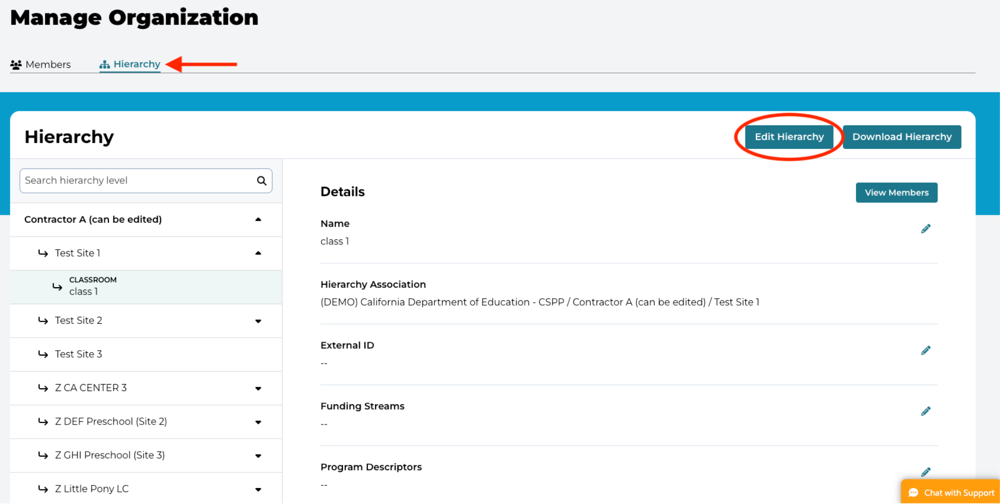 Manage Organization
Members
Hierarchy
Hierarchy
Edit Hierarchy
Download Hierarchy
Search hierarchy level
Contractor A (can be edited)
Test Site 1
CLASSROOM
class 1
Test Site 2
Test Site 3
Z CA CENTER 3
Z DEF Preschool (Site 2)
Z GHI Preschool (Site 3)
Z Little Pony LC
Details
View Members
Name
class 1
Hierarchy Association
(DEMO) California Department of Education - CSPP / Contractor A (can be edited) / Test Site 1
External ID
--
Funding Streams
--
Program Descriptors
--
Chat with Support